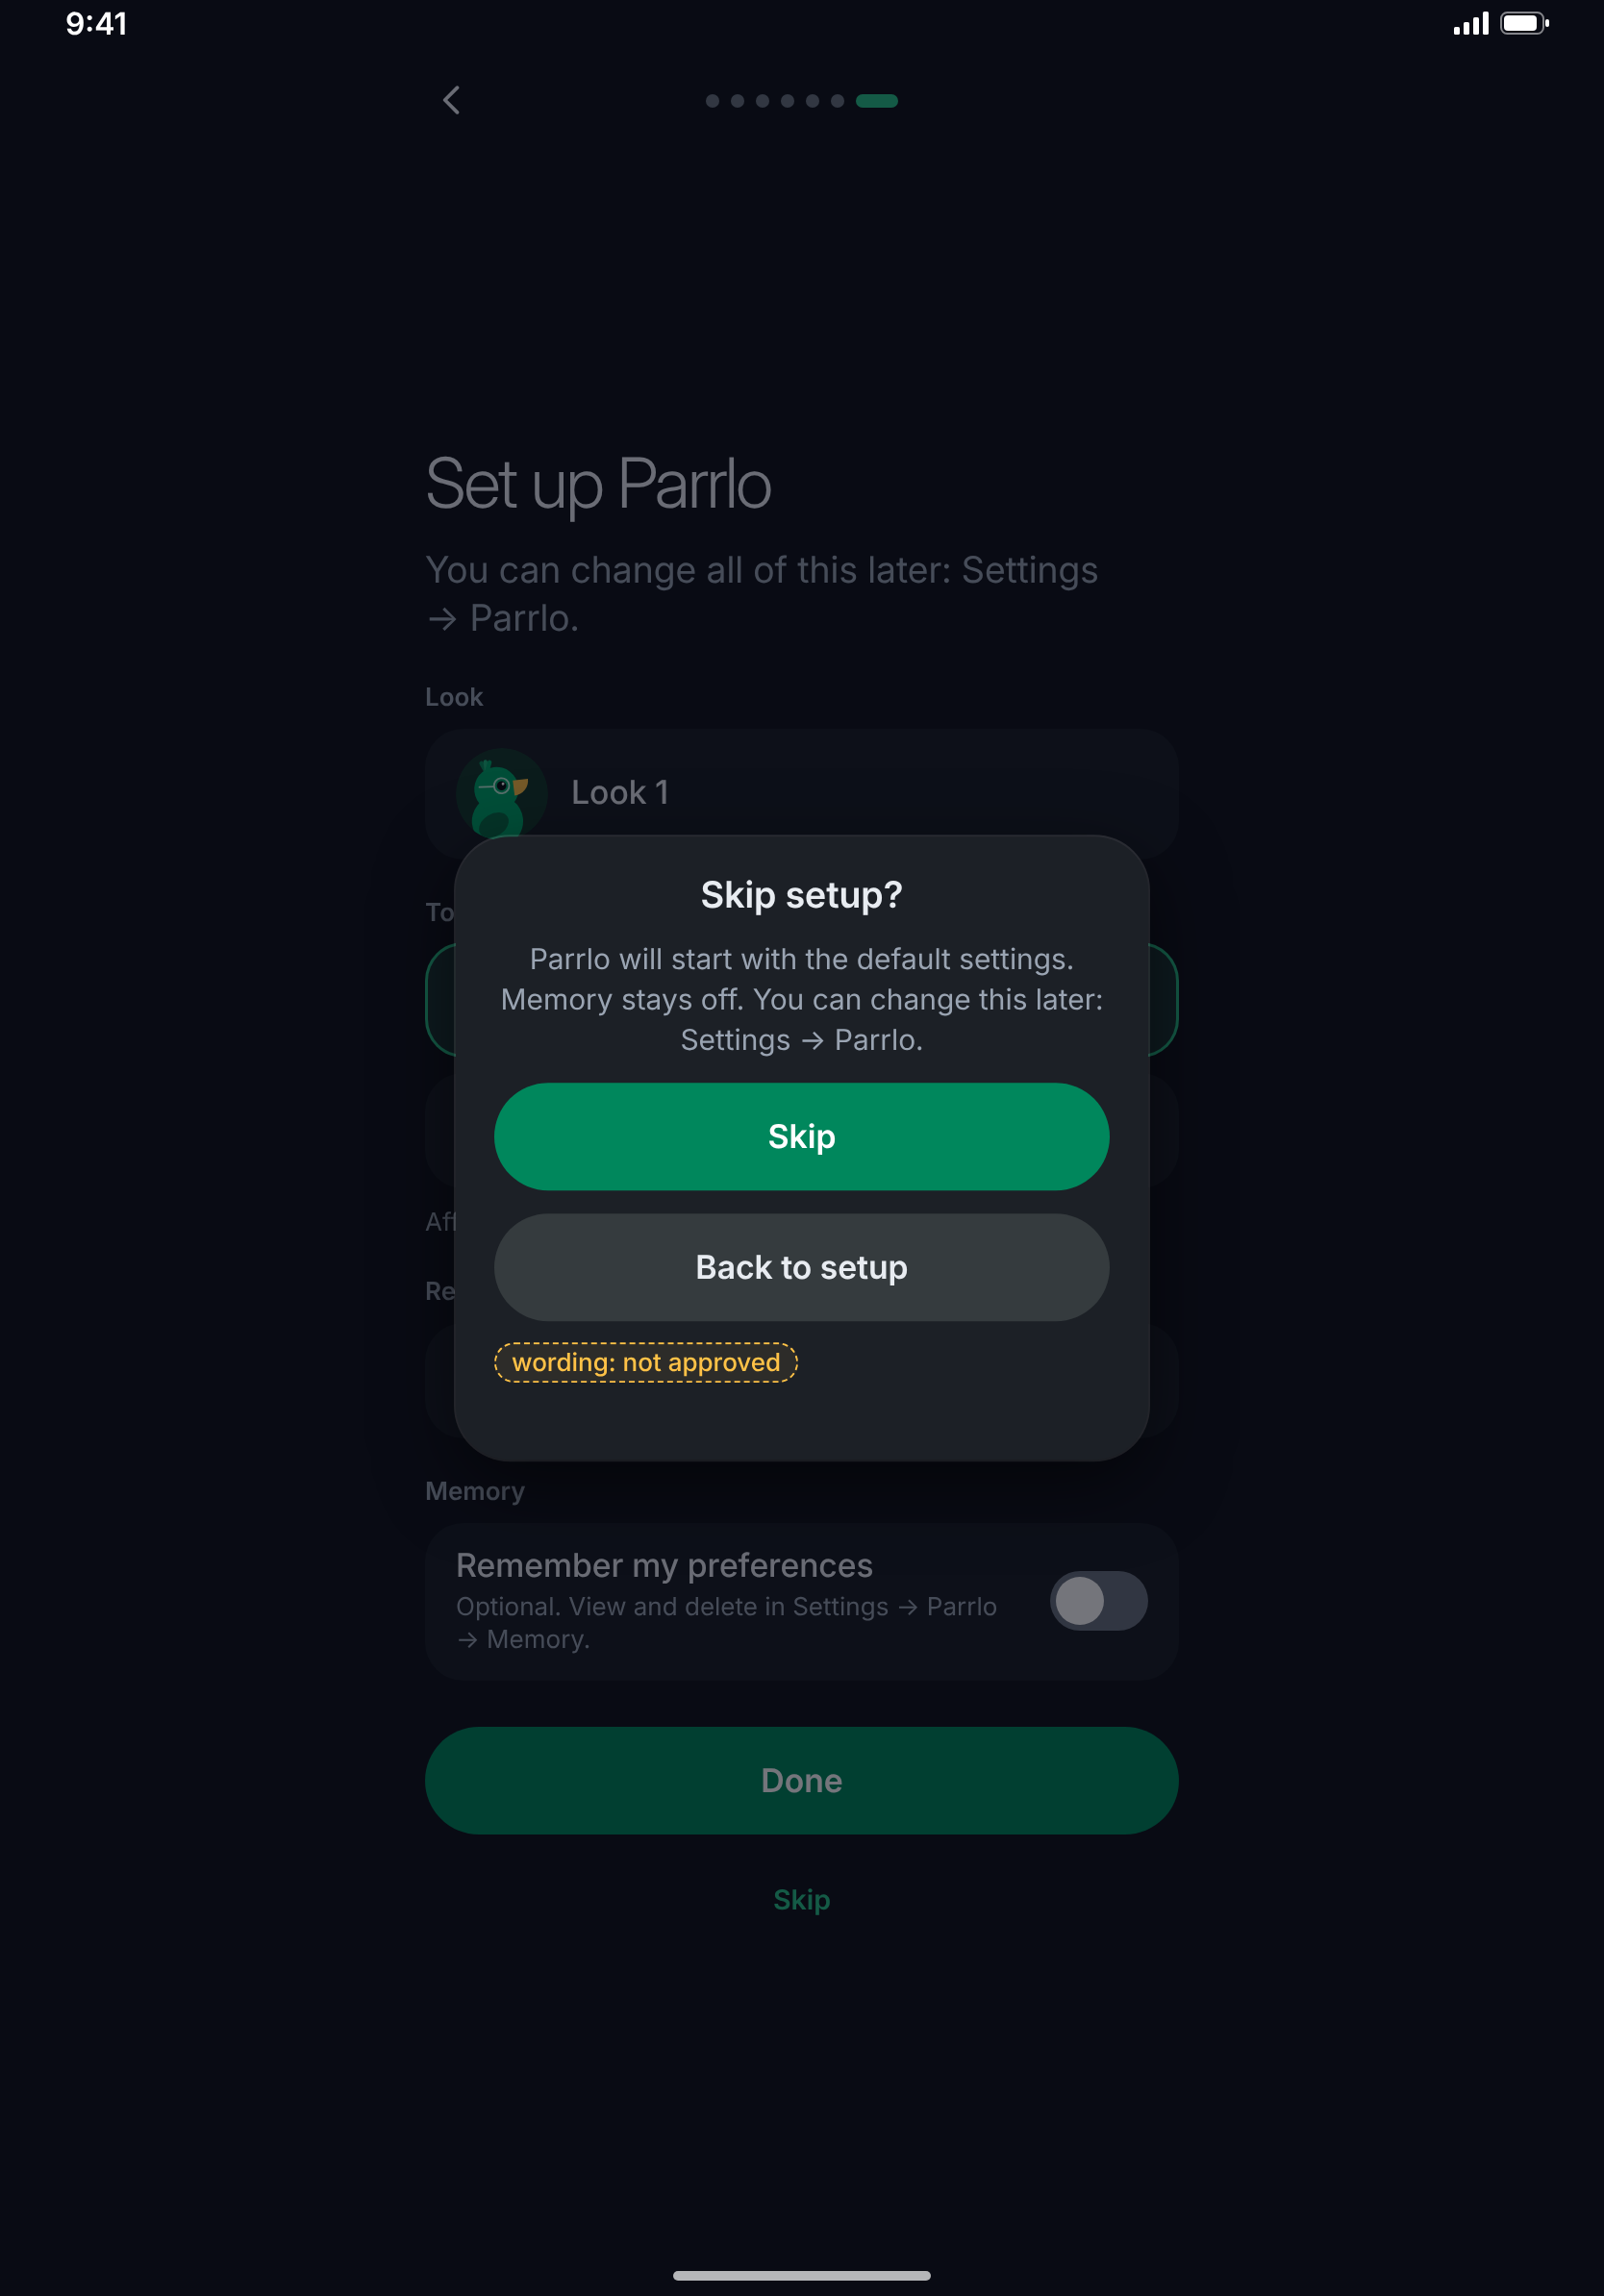 9:41
Set up Parrlo
You can change all of this later: Settings
→ Parrlo.
Look
Look 1
Skip setup?
Parrlo will start with the default settings.
Memory stays off. You can change this later:
Settings → Parrlo.
Skip
Back to setup
wording: not approved
Memory
Remember my preferences
Optional. View and delete in Settings → Parrlo
→ Memory.
Done
Skip